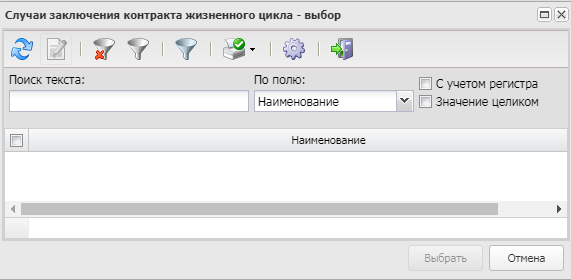 Случаи заключения контракта жизненного цикла - выбор
Поиск текста:
По полю:
С учетом регистра
Наименование
Значение целиком
Наименование
Выбрать
Отмена